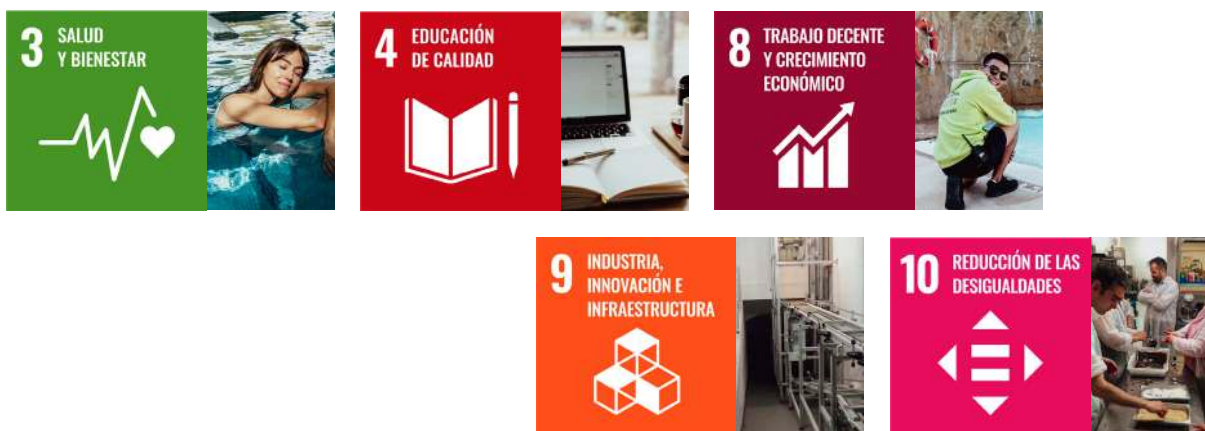 3 SALUD
Y BIENESTAR
4 EDUCACIÓN
DE CALIDAD
8 TRABAJO DECENTE
Y CRECIMIENTO
ECONÓMICO
9 INDUSTRIA,
INNOVACIÓN E
INFRAESTRUCTURA
10 REDUCCIÓN DE LAS
DESIGUALDADES